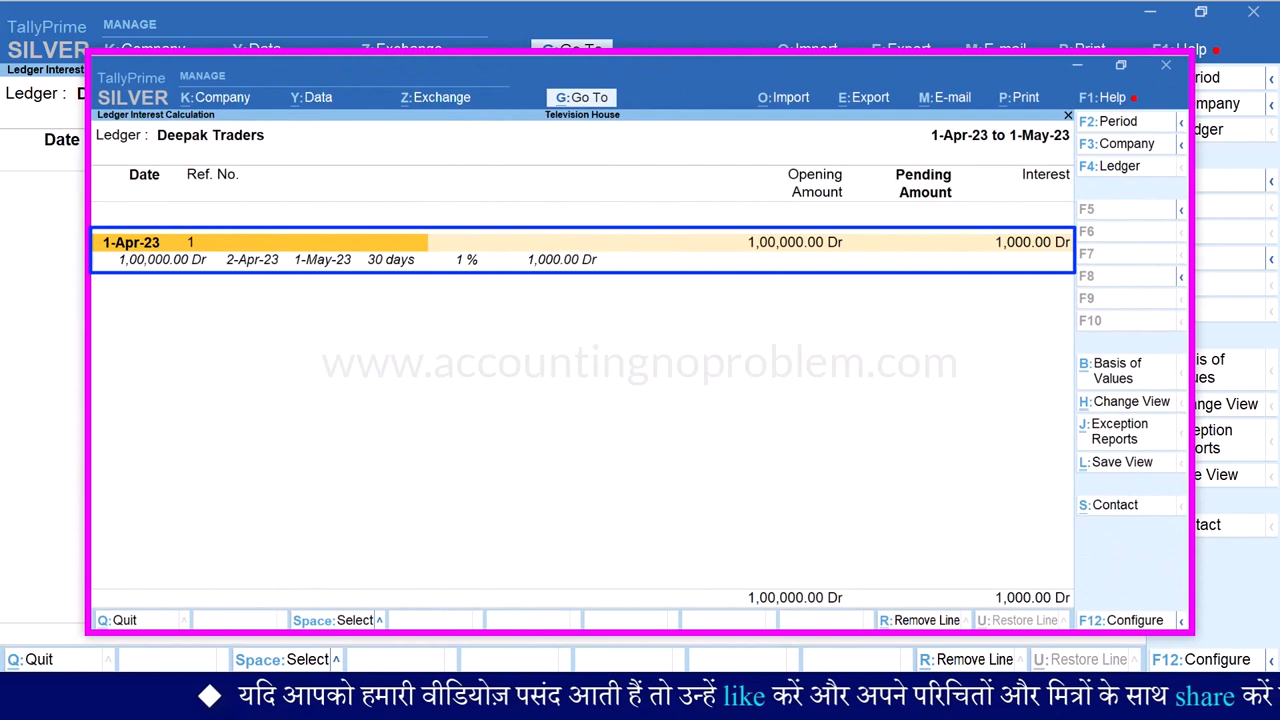 TallyPrime MANAGE
SILVER
Ledger Interest
Ledger :
Date
TallyPrime MANAGE
SILVER K:Company Y:Data Z:Exchange G:Go To O:Import E:Export M:E-mail P:Print F1:Help
Ledger Interest Calculation Television House
Ledger : Deepak Traders 1-Apr-23 to 1-May-23
Date Ref. No. Opening Amount Pending Amount Interest
1-Apr-23 1 1,00,000.00 Dr 1,000.00 Dr
1,00,000.00 Dr 2-Apr-23 1-May-23 30 days 1 % 1,000.00 Dr
www.accountingnoproblem.com
1,00,000.00 Dr 1,000.00 Dr
Q:Quit Space:Select R:Remove Line U:Restore Line F12:Configure
F2:Period
F3:Company
F4:Ledger
F5
F6
F7
F8
F9
F10
B:Basis of
Values
H:Change View
J:Exception
Reports
L:Save View
S:Contact
Q:Quit Space:Select R:Remove Line U:Restore Line F12:Configure
यदि आपको हमारी वीडियोज़ पसंद आती हैं तो उन्हें like करें और अपने परिचितों और मित्रों के साथ share करें